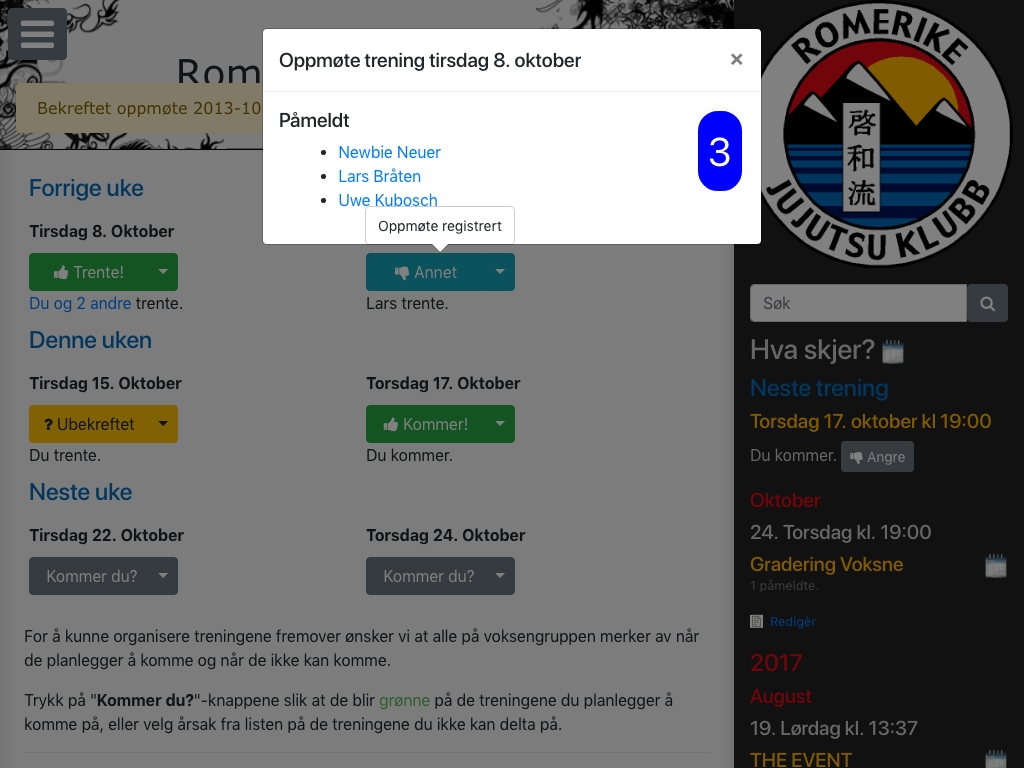 Oppmøte trening tirsdag 8. oktober
×
Påmeldt
Newbie Neuer
Lars Bråten
Uwe Kubosch
3
Oppmøte registrert
Rom
Bekreftet oppmøte 2013-10
Forrige uke
Tirsdag 8. Oktober
Trente!
Annet
Du og 2 andre trente.
Lars trente.
Denne uken
Tirsdag 15. Oktober
Torsdag 17. Oktober
? Ubekreftet
Kommer!
Du trente.
Du kommer.
Neste uke
Tirsdag 22. Oktober
Torsdag 24. Oktober
Kommer du?
Kommer du?
For å kunne organisere treningene fremover ønsker vi at alle på voksengruppen merker av når
de planlegger å komme og når de ikke kan komme.
Trykk på "Kommer du?"-knappene slik at de blir grønne på de treningene du planlegger å
komme på, eller velg årsak fra listen på de treningene du ikke kan delta på.
ROMERIKE
啓和流
JUJUTSU KLUBB
Søk
Hva skjer?
Neste trening
Torsdag 17. oktober kl 19:00
Du kommer. Angre
Oktober
24. Torsdag kl. 19:00
Gradering Voksne
1 påmeldte.
Redigèr
2017
August
19. Lørdag kl. 13:37
THE EVENT